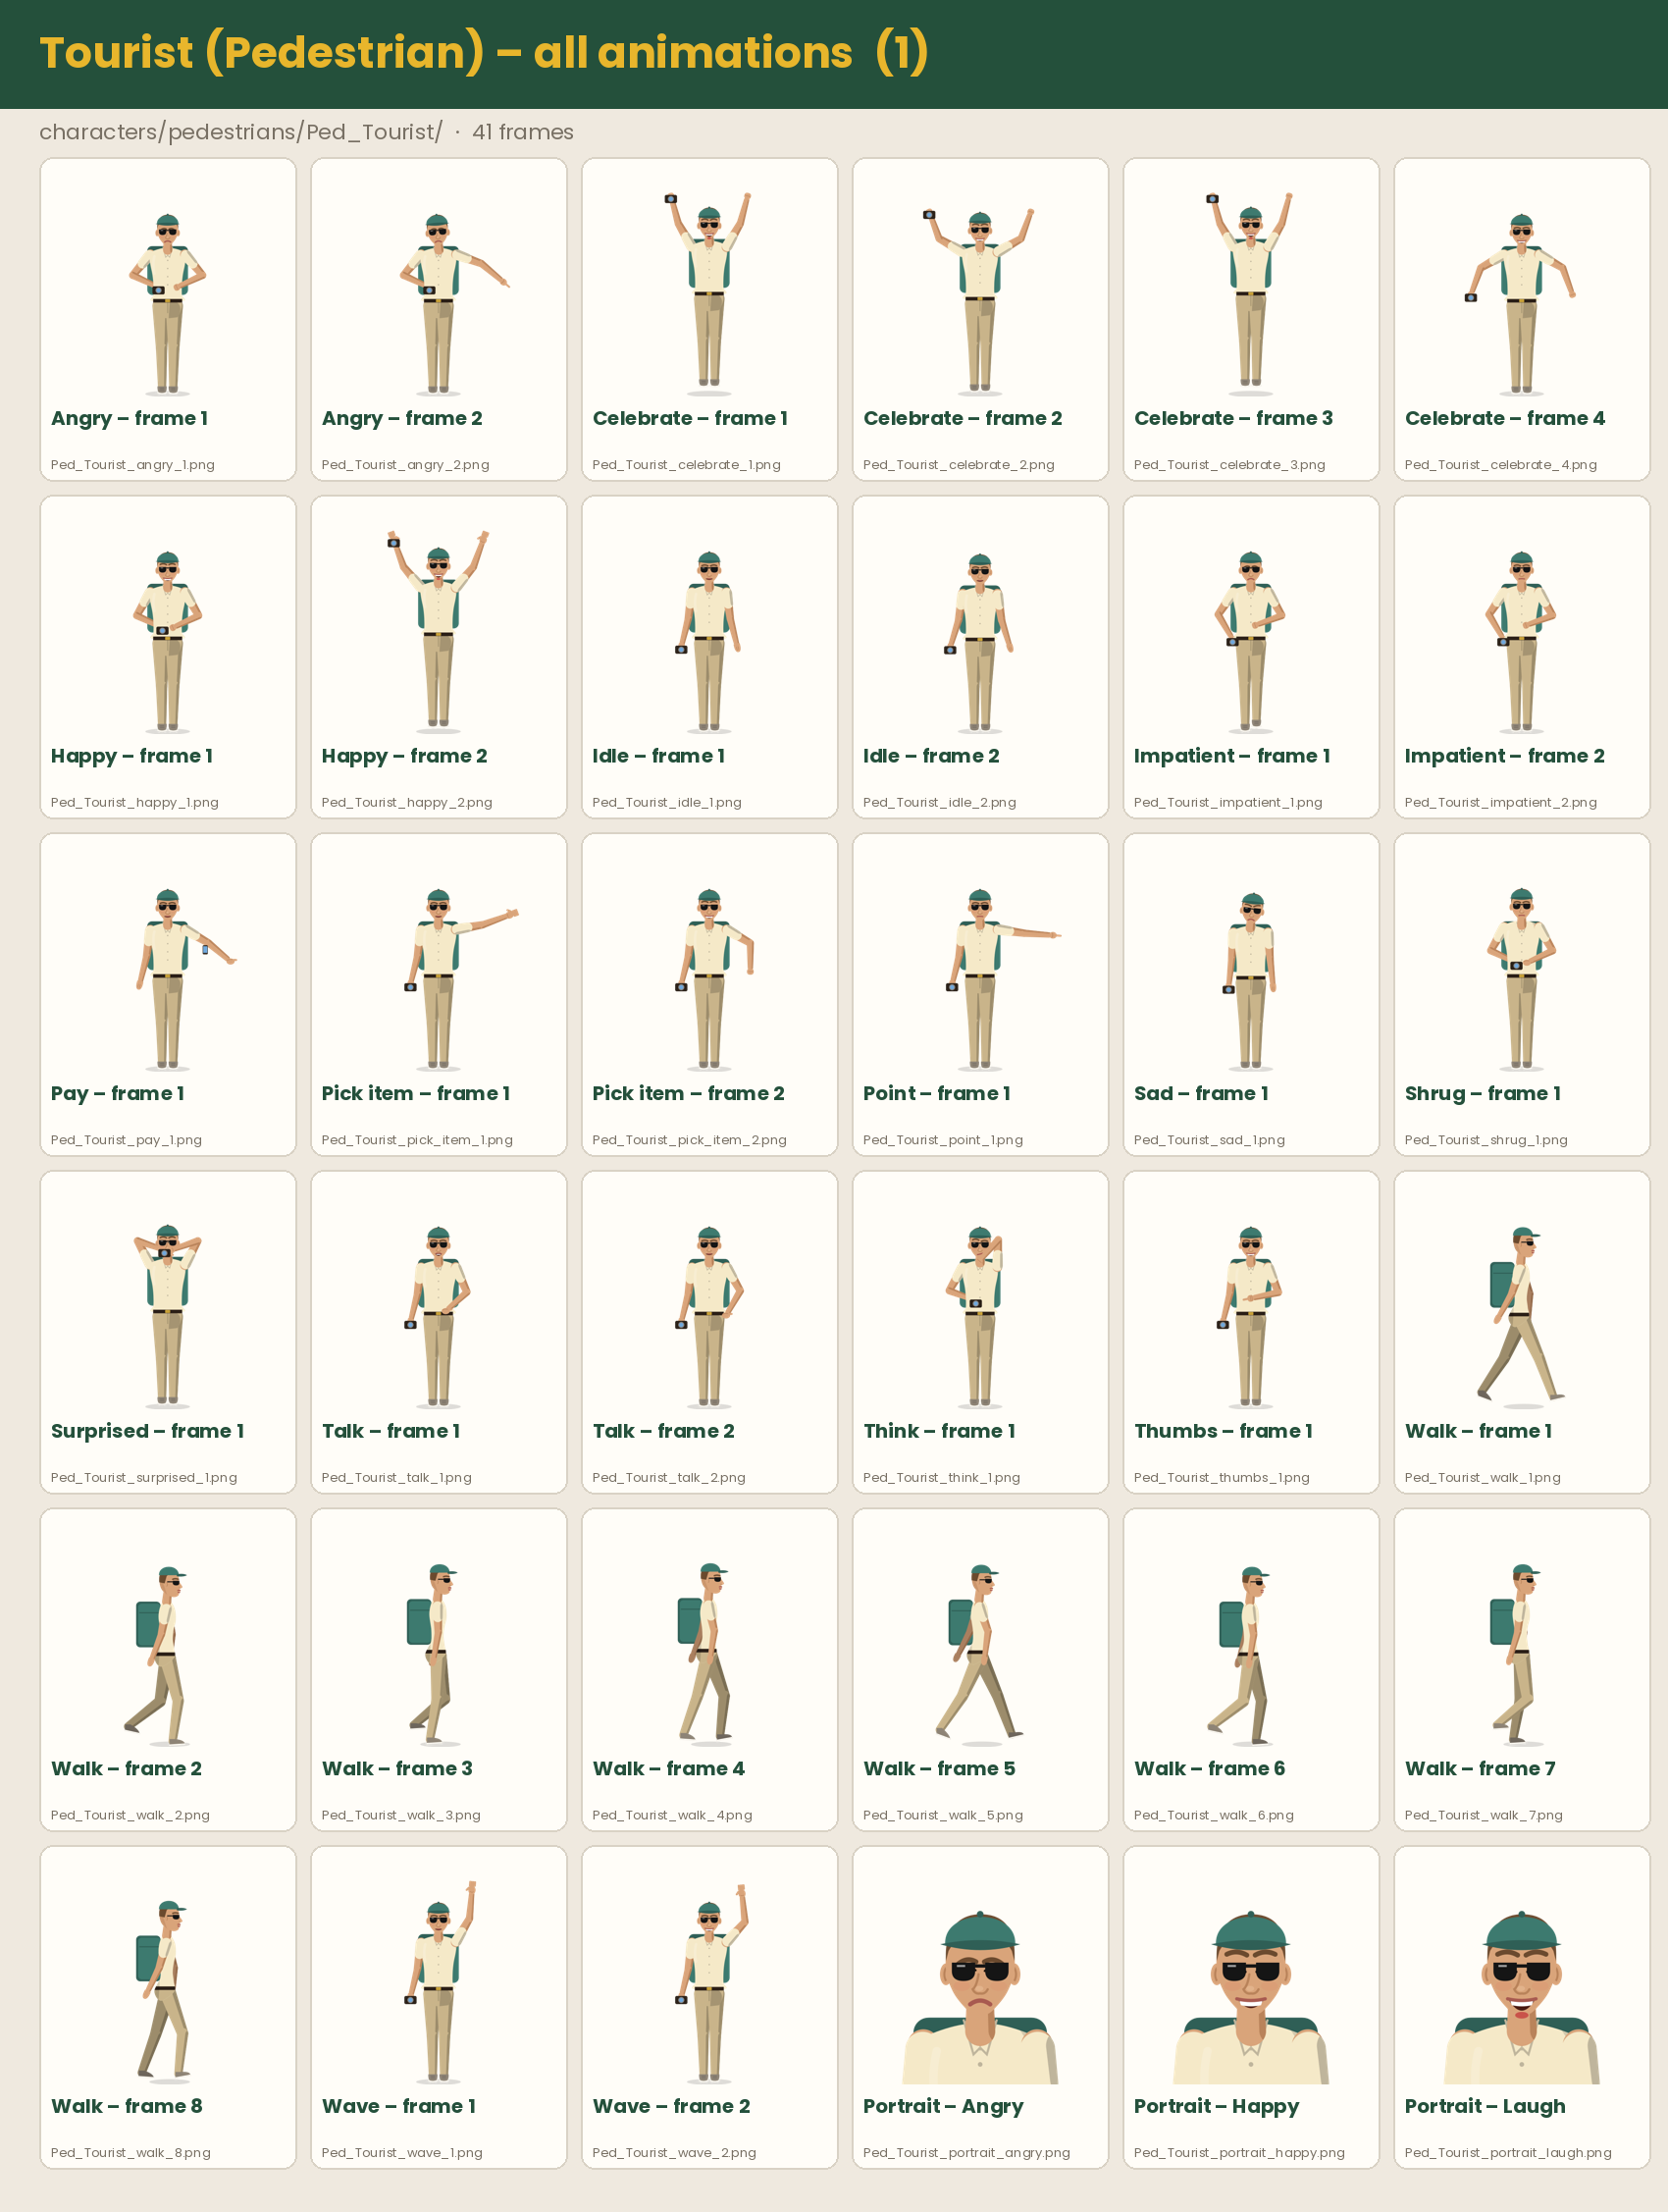 Tourist (Pedestrian) – all animations (1)
characters/pedestrians/Ped_Tourist/ · 41 frames
Angry – frame 1
Angry – frame 2
Celebrate – frame 1
Celebrate – frame 2
Celebrate – frame 3
Celebrate – frame 4
Ped_Tourist_angry_1.png
Ped_Tourist_angry_2.png
Ped_Tourist_celebrate_1.png
Ped_Tourist_celebrate_2.png
Ped_Tourist_celebrate_3.png
Ped_Tourist_celebrate_4.png
Happy – frame 1
Happy – frame 2
Idle – frame 1
Idle – frame 2
Impatient – frame 1
Impatient – frame 2
Ped_Tourist_happy_1.png
Ped_Tourist_happy_2.png
Ped_Tourist_idle_1.png
Ped_Tourist_idle_2.png
Ped_Tourist_impatient_1.png
Ped_Tourist_impatient_2.png
Pay – frame 1
Pick item – frame 1
Pick item – frame 2
Point – frame 1
Sad – frame 1
Shrug – frame 1
Ped_Tourist_pay_1.png
Ped_Tourist_pick_item_1.png
Ped_Tourist_pick_item_2.png
Ped_Tourist_point_1.png
Ped_Tourist_sad_1.png
Ped_Tourist_shrug_1.png
Surprised – frame 1
Talk – frame 1
Talk – frame 2
Think – frame 1
Thumbs – frame 1
Walk – frame 1
Ped_Tourist_surprised_1.png
Ped_Tourist_talk_1.png
Ped_Tourist_talk_2.png
Ped_Tourist_think_1.png
Ped_Tourist_thumbs_1.png
Ped_Tourist_walk_1.png
Walk – frame 2
Walk – frame 3
Walk – frame 4
Walk – frame 5
Walk – frame 6
Walk – frame 7
Ped_Tourist_walk_2.png
Ped_Tourist_walk_3.png
Ped_Tourist_walk_4.png
Ped_Tourist_walk_5.png
Ped_Tourist_walk_6.png
Ped_Tourist_walk_7.png
Walk – frame 8
Wave – frame 1
Wave – frame 2
Portrait – Angry
Portrait – Happy
Portrait – Laugh
Ped_Tourist_walk_8.png
Ped_Tourist_wave_1.png
Ped_Tourist_wave_2.png
Ped_Tourist_portrait_angry.png
Ped_Tourist_portrait_happy.png
Ped_Tourist_portrait_laugh.png